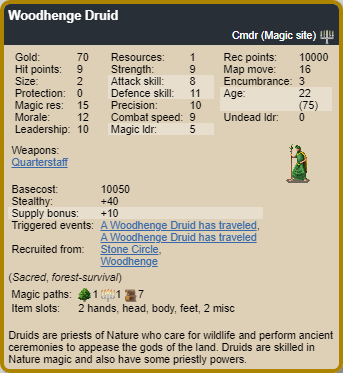 Woodhenge Druid
Cmdr (Magic site)
Gold: 70 Resources: 1 Rec points: 10000
Hit points: 9 Strength: 9 Map move: 16
Size: 2 Attack skill: 8 Encumbrance: 3
Protection: 0 Defence skill: 11 Age: 22
Magic res: 15 Precision: 10 (75)
Morale: 12 Combat speed: 9 Undead ldr: 0
Leadership: 10 Magic ldr: 5
Weapons:
Quarterstaff
Basecost: 10050
Stealthy: +40
Supply bonus: +10
Triggered events: A Woodhenge Druid has traveled,
A Woodhenge Druid has traveled
Recruited from: Stone Circle,
Woodhenge
(Sacred, forest-survival)
Magic paths: 1 1 7
Item slots: 2 hands, head, body, feet, 2 misc
Druids are priests of Nature who care for wildlife and perform ancient
ceremonies to appease the gods of the land. Druids are skilled in
Nature magic and also have some priestly powers.